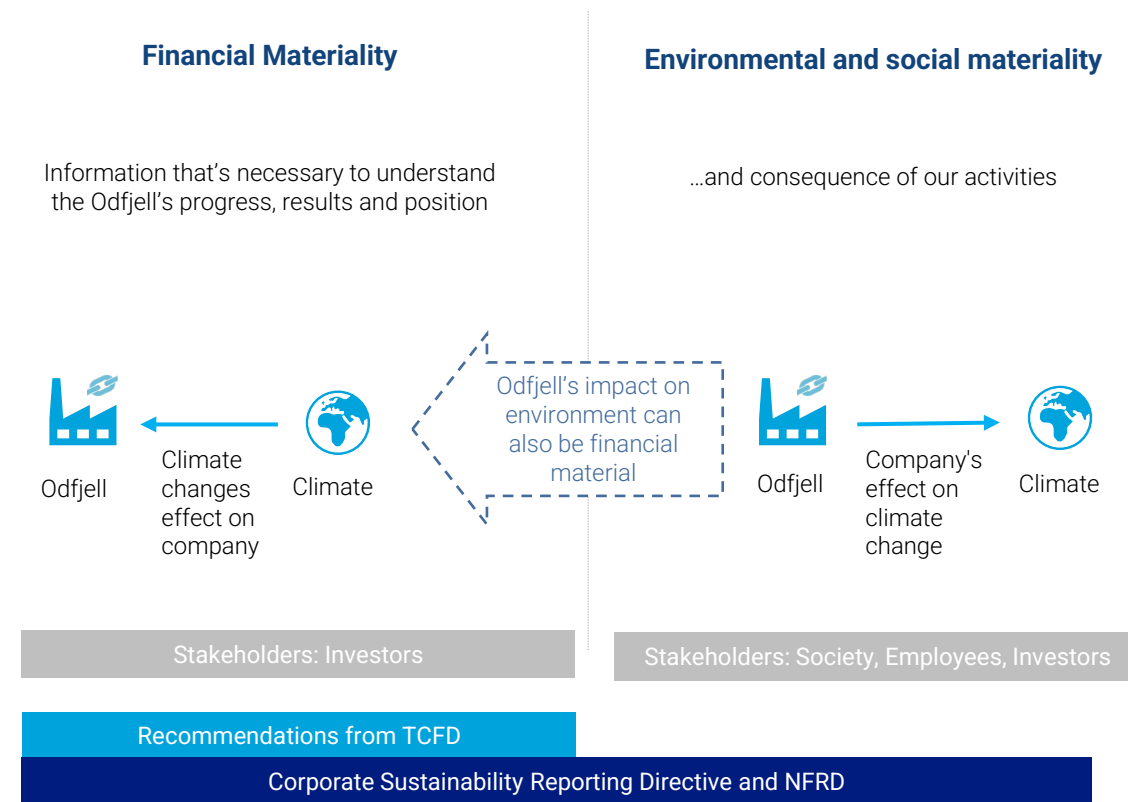 Financial Materiality
Information that's necessary to understand
the Odfjell's progress, results and position
Odfjell
Climate
changes
effect on
company
Climate
Odfjell's impact on
environment can
also be financial
material
Environmental and social materiality
…and consequence of our activities
Odfjell
Company's
effect on
climate
change
Climate
Stakeholders: Investors
Stakeholders: Society, Employees, Investors
Recommendations from TCFD
Corporate Sustainability Reporting Directive and NFRD